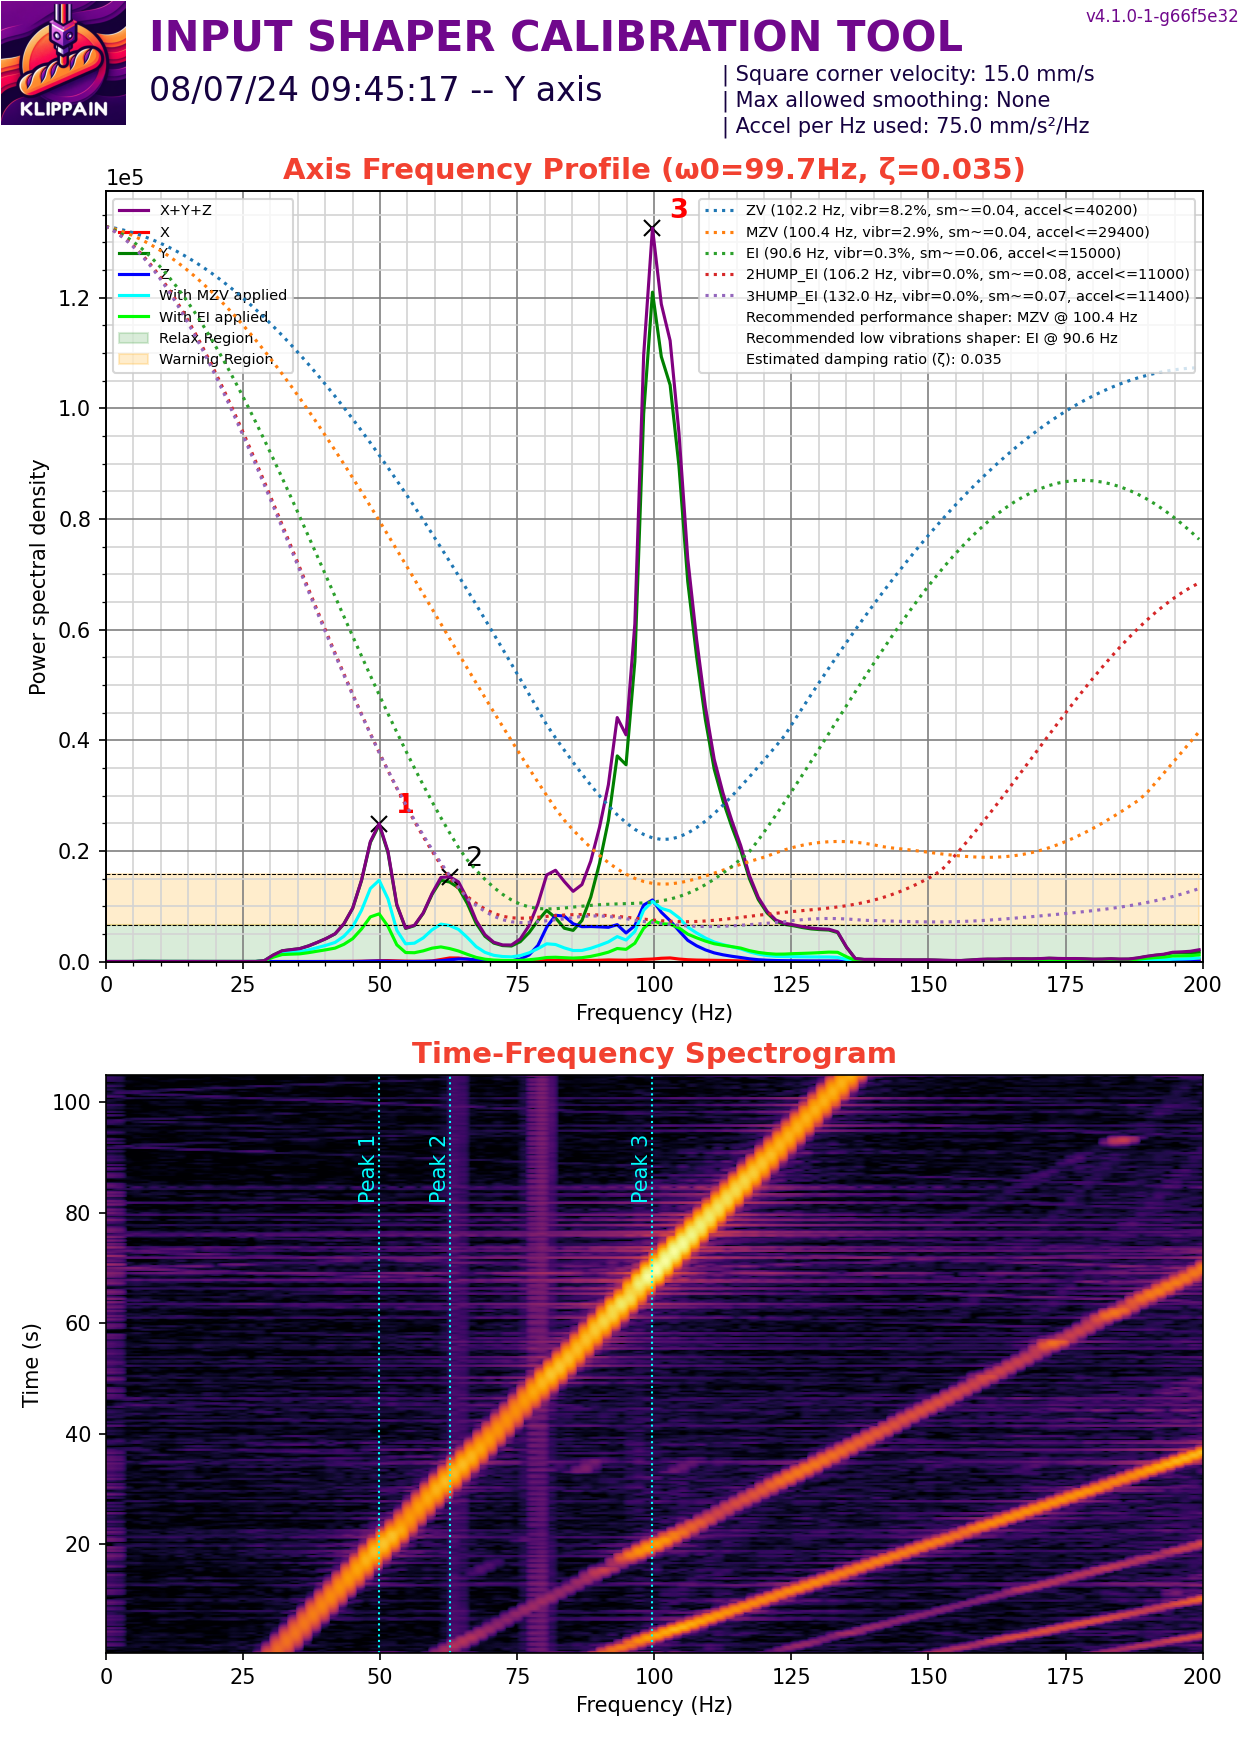 v4.1.0-1-g66f5e32
INPUT SHAPER CALIBRATION TOOL
08/07/24 09:45:17 -- Y axis
| Square corner velocity: 15.0 mm/s
| Max allowed smoothing: None
| Accel per Hz used: 75.0 mm/s²/Hz
KLIPPAIN
Axis Frequency Profile (ω0=99.7Hz, ζ=0.035)
1e5
X+Y+Z
X
Y
Z
With MZV applied
With EI applied
Relax Region
Warning Region
3
ZV (102.2 Hz, vibr=8.2%, sm~=0.04, accel<=40200)
MZV (100.4 Hz, vibr=2.9%, sm~=0.04, accel<=29400)
EI (90.6 Hz, vibr=0.3%, sm~=0.06, accel<=15000)
2HUMP_EI (106.2 Hz, vibr=0.0%, sm~=0.08, accel<=11000)
3HUMP_EI (132.0 Hz, vibr=0.0%, sm~=0.07, accel<=11400)
Recommended performance shaper: MZV @ 100.4 Hz
Recommended low vibrations shaper: EI @ 90.6 Hz
Estimated damping ratio (ζ): 0.035
1.2
1.0
0.8
0.6
0.4
0.2
0.0
Power spectral density
1
2
0 25 50 75 100 125 150 175 200
Frequency (Hz)
Time-Frequency Spectrogram
100
80
60
40
20
Time (s)
Peak 1
Peak 2
Peak 3
0 25 50 75 100 125 150 175 200
Frequency (Hz)